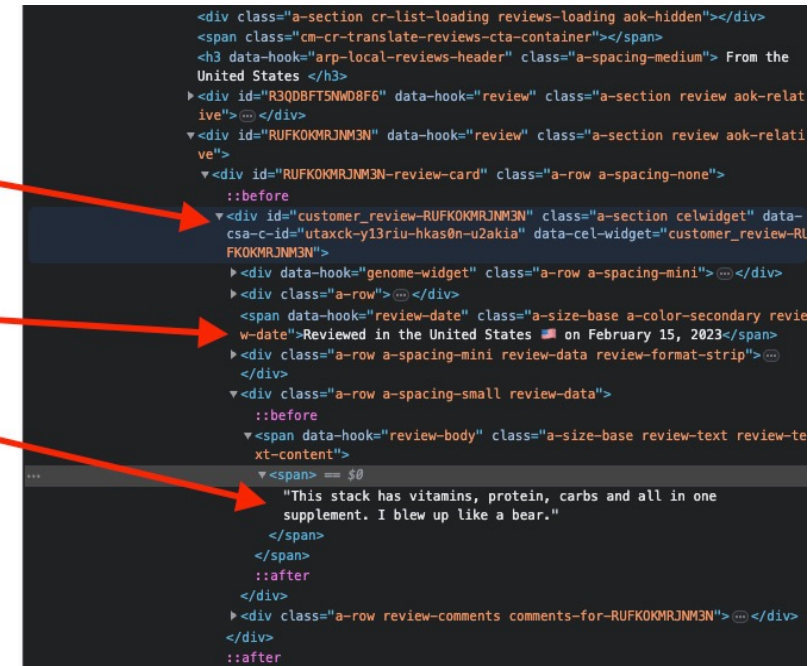 <div class="a-section cr-list-loading reviews-loading aok-hidden"></div>
<span class="cm-cr-translate-reviews-cta-container"></span>
<h3 data-hook="arp-local-reviews-header" class="a-spacing-medium"> From the
United States </h3>
▶<div id="R3QDBFT5NWD8F6" data-hook="review" class="a-section review aok-relat
ive">…</div>
▼<div id="RUFKOKMRJNM3N" data-hook="review" class="a-section review aok-relati
ve">
▼<div id="RUFKOKMRJNM3N-review-card" class="a-row a-spacing-none">
::before
▼<div id="customer_review-RUFKOKMRJNM3N" class="a-section celwidget" data-
csa-c-id="utaxck-y13riu-hkas0n-u2akia" data-cel-widget="customer_review-RU
FKOKMRJNM3N">
▶<div data-hook="genome-widget" class="a-row a-spacing-mini">…</div>
▶<div class="a-row">…</div>
<span data-hook="review-date" class="a-size-base a-color-secondary revie
w-date">Reviewed in the United States 🇺🇸 on February 15, 2023</span>
▶<div class="a-row a-spacing-mini review-data review-format-strip">…
</div>
▼<div class="a-row a-spacing-small review-data">
::before
▼<span data-hook="review-body" class="a-size-base review-text review-te
xt-content">
… ▼<span> == $0
"This stack has vitamins, protein, carbs and all in one
supplement. I blew up like a bear."
</span>
</span>
::after
</div>
▶<div class="a-row review-comments comments-for-RUFKOKMRJNM3N">…</div>
</div>
::after